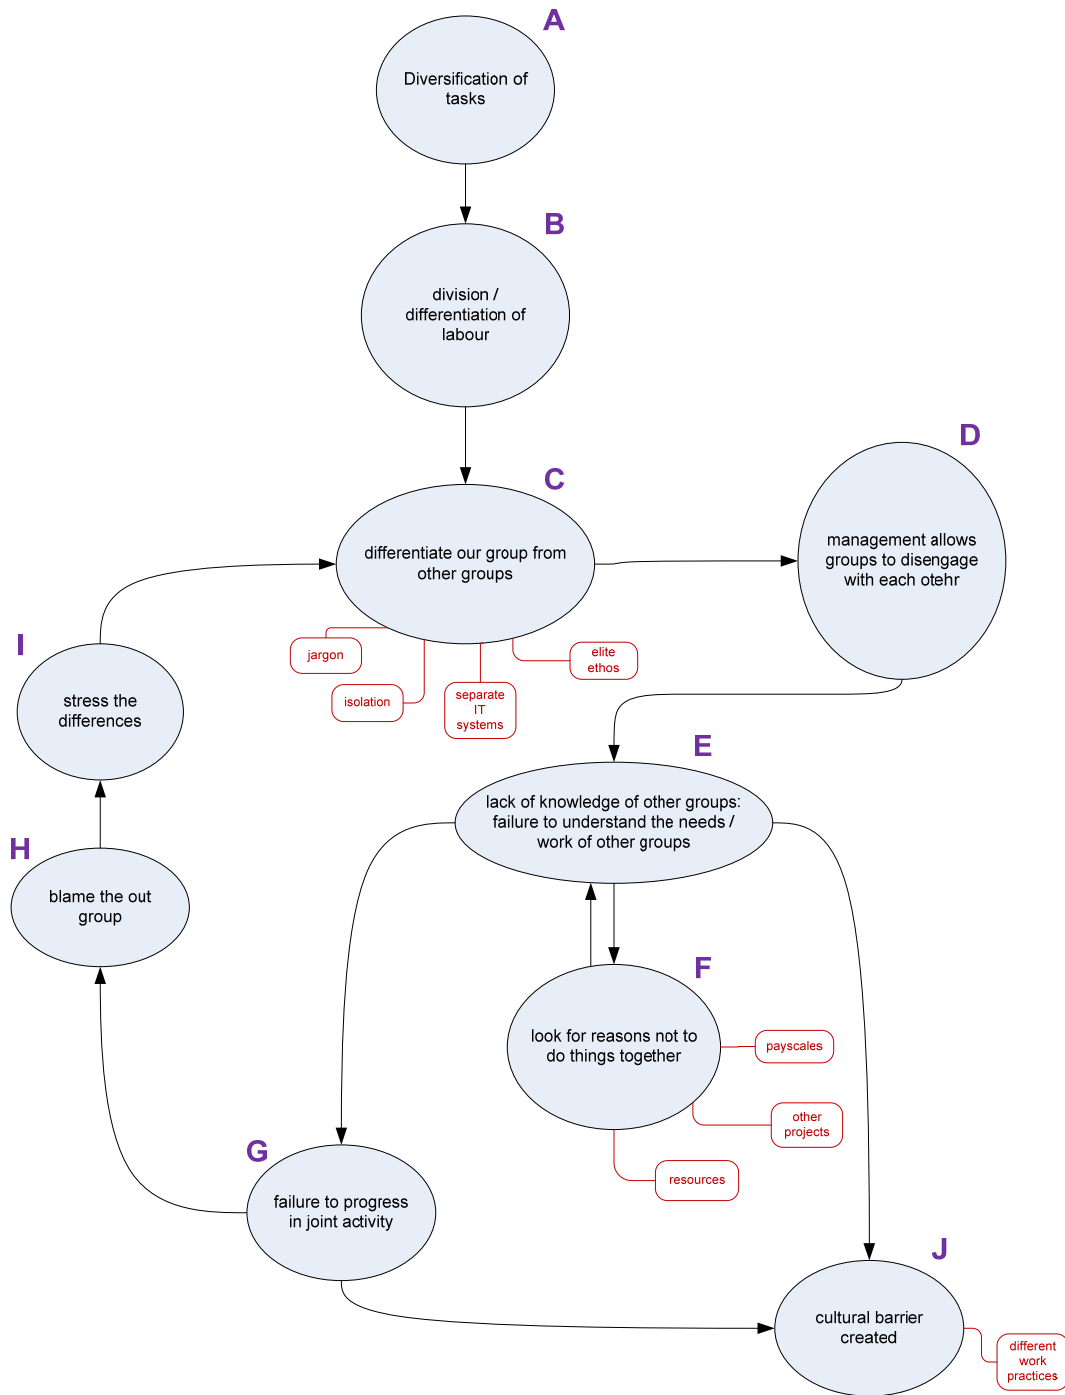 A
Diversification of
tasks
B
division /
differentiation of
labour
C
differentiate our group from
other groups
D
management allows
groups to disengage
with each otehr
jargon
isolation
separate
IT
systems
elite
ethos
I
stress the
differences
E
lack of knowledge of other groups:
failure to understand the needs /
work of other groups
H
blame the out
group
F
look for reasons not to
do things together
payscales
other
projects
resources
G
failure to progress
in joint activity
J
cultural barrier
created
different
work
practices